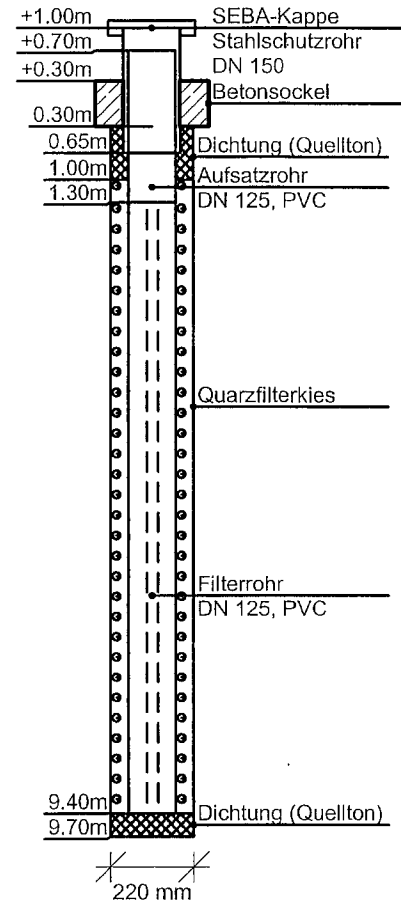 +1.00m
SEBA-Kappe
+0.70m
Stahlschutzrohr
DN 150
+0.30m
Betonsockel
0.30m
0.65m
Dichtung (Quellton)
1.00m
Aufsatzrohr
1.30m
DN 125, PVC
Quarzfilterkies
Filterrohr
DN 125, PVC
9.40m
Dichtung (Quellton)
9.70m
220 mm